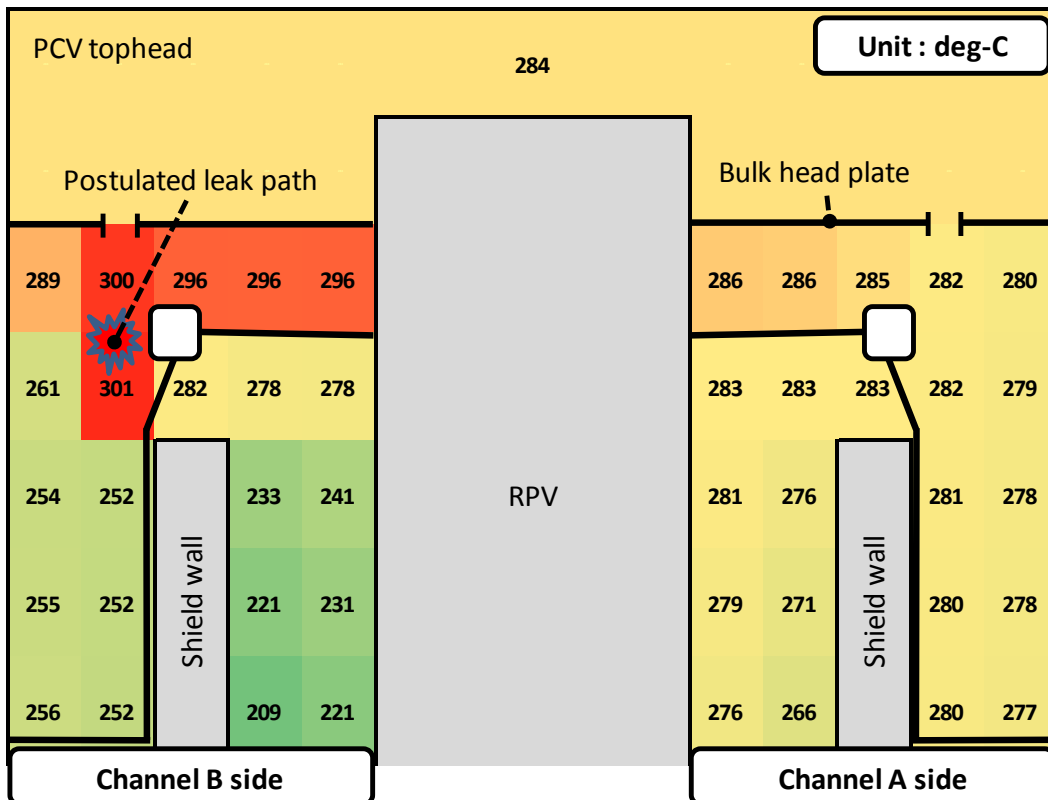 PCV tophead
Unit : deg-C
284
Postulated leak path
Bulk head plate
289 300 296 296 296
286 286 285 282 280
261 301 282 278 278
283 283 283 282 279
254 252 233 241
RPV
281 276 281 278
Shield wall
Shield wall
255 252 221 231
279 271 280 278
256 252 209 221
276 266 280 277
Channel B side
Channel A side